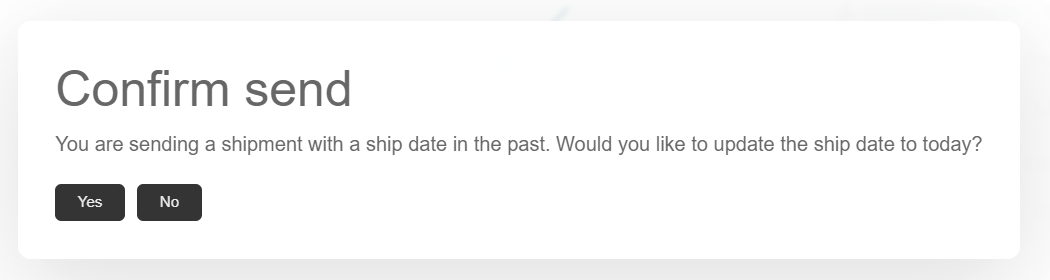 Confirm send
You are sending a shipment with a ship date in the past. Would you like to update the ship date to today?
Yes No